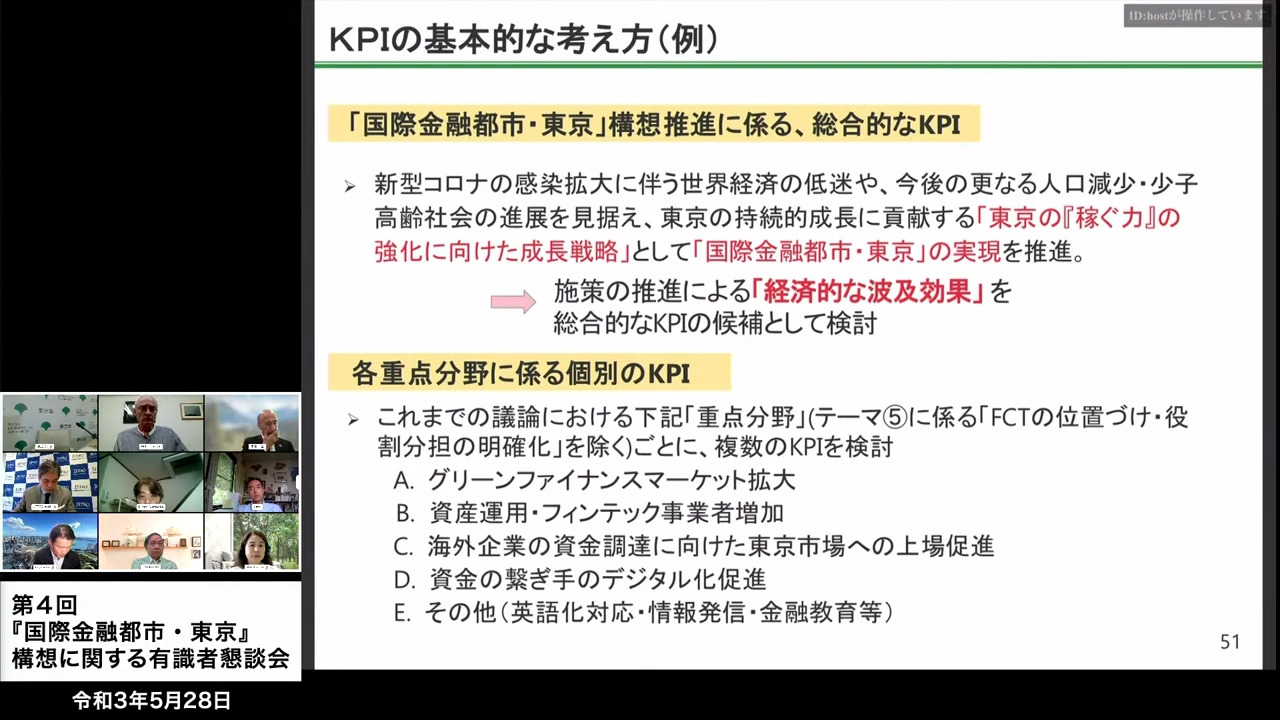 ID:hostが操作しています
KPIの基本的な考え方(例)
「国際金融都市・東京」構想推進に係る、総合的なKPI
➢ 新型コロナの感染拡大に伴う世界経済の低迷や、今後の更なる人口減少・少子
高齢社会の進展を見据え、東京の持続的成長に貢献する「東京の『稼ぐ力』の
強化に向けた成長戦略」として「国際金融都市・東京」の実現を推進。
施策の推進による「経済的な波及効果」を
総合的なKPIの候補として検討
各重点分野に係る個別のKPI
➢ これまでの議論における下記「重点分野」(テーマ⑤に係る「FCTの位置づけ・役
割分担の明確化」を除く)ごとに、複数のKPIを検討
A. グリーンファイナンスマーケット拡大
B. 資産運用・フィンテック事業者増加
C. 海外企業の資金調達に向けた東京市場への上場促進
D. 資金の繋ぎ手のデジタル化促進
E. その他(英語化対応・情報発信・金融教育等)
51
第4回
『国際金融都市・東京』
構想に関する有識者懇談会
令和3年5月28日